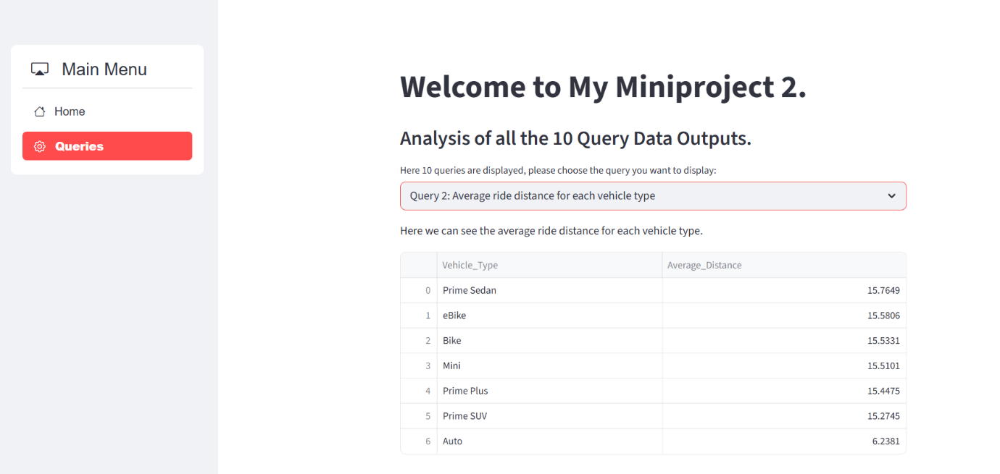 Main Menu
Home
Queries
Welcome to My Miniproject 2.
Analysis of all the 10 Query Data Outputs.
Here 10 queries are displayed, please choose the query you want to display:
Query 2: Average ride distance for each vehicle type
Here we can see the average ride distance for each vehicle type.
Vehicle_Type Average_Distance
0 Prime Sedan 15.7649
1 eBike 15.5806
2 Bike 15.5331
3 Mini 15.5101
4 Prime Plus 15.4475
5 Prime SUV 15.2745
6 Auto 6.2381